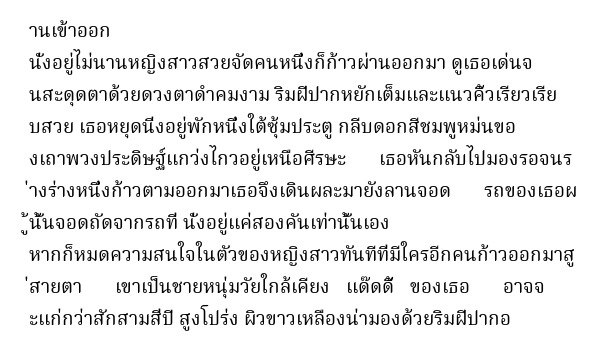 านเข้าออก
นั่งอยู่ไม่นานหญิงสาวสวยจัดคนหนึ่งก็ก้าวผ่านออกมา ดูเธอเด่นจ
นสะดุดตาด้วยดวงตาดำคมงาม ริมฝีปากหยักเต็มและแนวคิ้วเรียวเรีย
บสวย เธอหยุดนิ่งอยู่พักหนึ่งใต้ซุ้มประตู กลีบดอกสีชมพูหม่นขอ
งเถาพวงประดิษฐ์แกว่งไกวอยู่เหนือศีรษะ เธอหันกลับไปมองรอจนร
่างร่างหนึ่งก้าวตามออกมาเธอจึงเดินผละมายังลานจอด รถของเธอผ
ู้นั้นจอดถัดจากรถที่ นั่งอยู่แค่สองคันเท่านั้นเอง
หากก็หมดความสนใจในตัวของหญิงสาวทันทีที่มีใครอีกคนก้าวออกมาสู
่สายตา เขาเป็นชายหนุ่มวัยใกล้เคียง แด๊ดดี้ ของเธอ อาจจ
ะแก่กว่าสักสามสี่ปี สูงโปร่ง ผิวขาวเหลืองน่ามองด้วยริมฝีปากอ